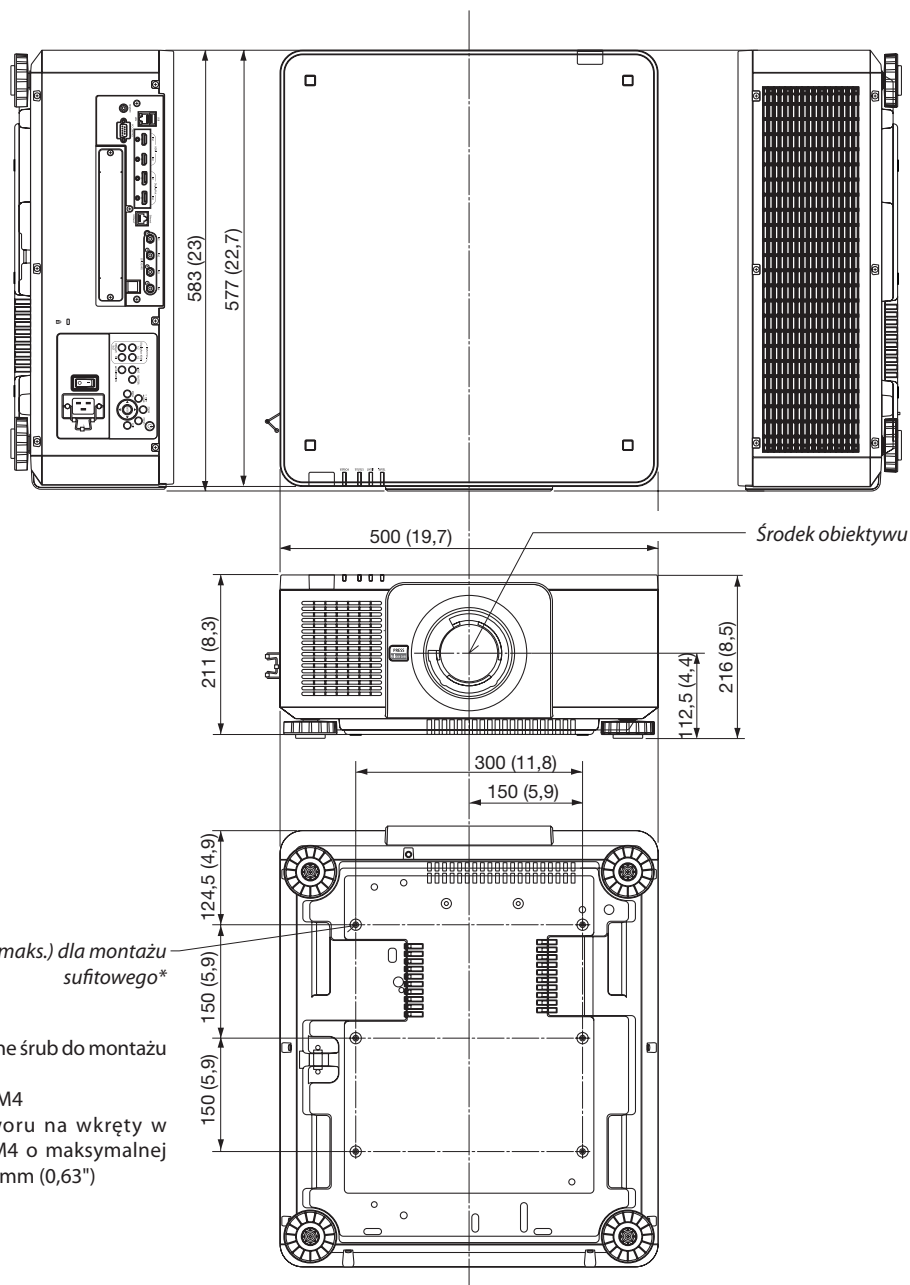 583 (23)
577 (22,7)
500 (19,7)
Środek obiektywu
211 (8,3)
PRESS
112,5 (4,4)
216 (8,5)
300 (11,8)
150 (5,9)
124,5 (4,9)
maks.) dla montażu
sufitowego*
150 (5,9)
ne śrub do montażu
150 (5,9)
M4
voru na wkręty w
M4 o maksymalnej
mm (0,63")